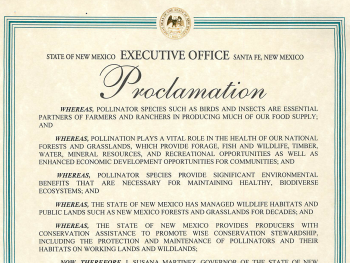 STATE OF NEW MEXICO EXECUTIVE OFFICE SANTA FE, NEW MEXICO
Proclamation
WHEREAS, POLLINATOR SPECIES SUCH AS BIRDS AND INSECTS ARE ESSENTIAL
PARTNERS OF FARMERS AND RANCHERS IN PRODUCING MUCH OF OUR FOOD SUPPLY;
AND
WHEREAS, POLLINATION PLAYS A VITAL ROLE IN THE HEALTH OF OUR NATIONAL
FORESTS AND GRASSLANDS, WHICH PROVIDE FORAGE, FISH AND WILDLIFE, TIMBER,
WATER, MINERAL RESOURCES, AND RECREATIONAL OPPORTUNITIES AS WELL AS
ENHANCED ECONOMIC DEVELOPMENT OPPORTUNITIES FOR COMMUNITIES; AND
WHEREAS, POLLINATOR SPECIES PROVIDE SIGNIFICANT ENVIRONMENTAL
BENEFITS THAT ARE NECESSARY FOR MAINTAINING HEALTHY, BIODIVERSE
ECOSYSTEMS; AND
WHEREAS, THE STATE OF NEW MEXICO HAS MANAGED WILDLIFE HABITATS AND
PUBLIC LANDS SUCH AS NEW MEXICO FORESTS AND GRASSLANDS FOR DECADES; AND
WHEREAS, THE STATE OF NEW MEXICO PROVIDES PRODUCERS WITH
CONSERVATION ASSISTANCE TO PROMOTE WISE CONSERVATION STEWARDSHIP,
INCLUDING THE PROTECTION AND MAINTENANCE OF POLLINATORS AND THEIR
HABITATS ON WORKING LANDS AND WILDLANDS;
NOW, THEREFORE, I, SUSANA MARTINEZ, GOVERNOR OF THE STATE OF NEW